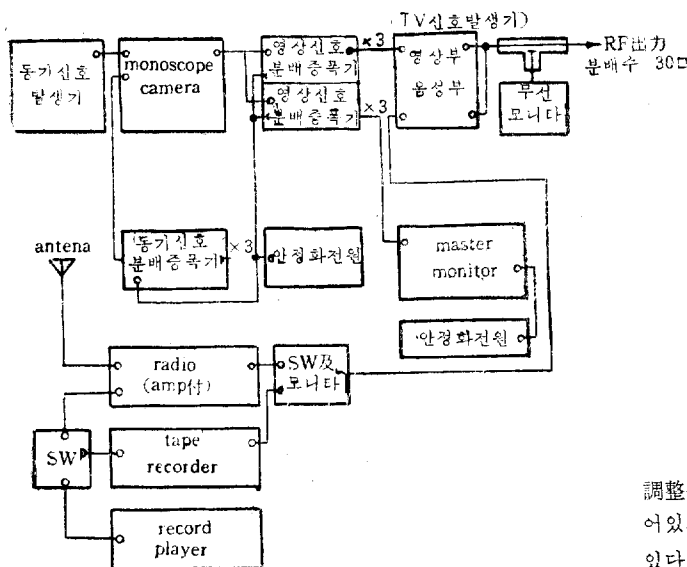 (TV신호발생기)
동기신호
발생기
monoscope
camera
영상신호
분배증폭기
×3
영상신호
분배증폭기
×3
영상부
음성부
RF出力
분배수 30口
무선
모니타
antena
동기신호
분배증폭기
×3
안정화전원
master
monitor
안정화전원
radio
(amp付)
SW及
모니타
SW
tape
recorder
record
player
調整
어있
있다